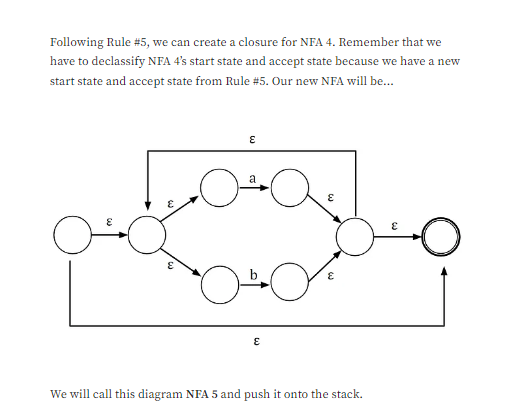 Following Rule #5, we can create a closure for NFA 4. Remember that we
have to declassify NFA 4's start state and accept state because we have a new
start state and accept state from Rule #5. Our new NFA will be...
ε
a
ε
ε
ε
ε
ε
b
ε
ε
We will call this diagram NFA 5 and push it onto the stack.